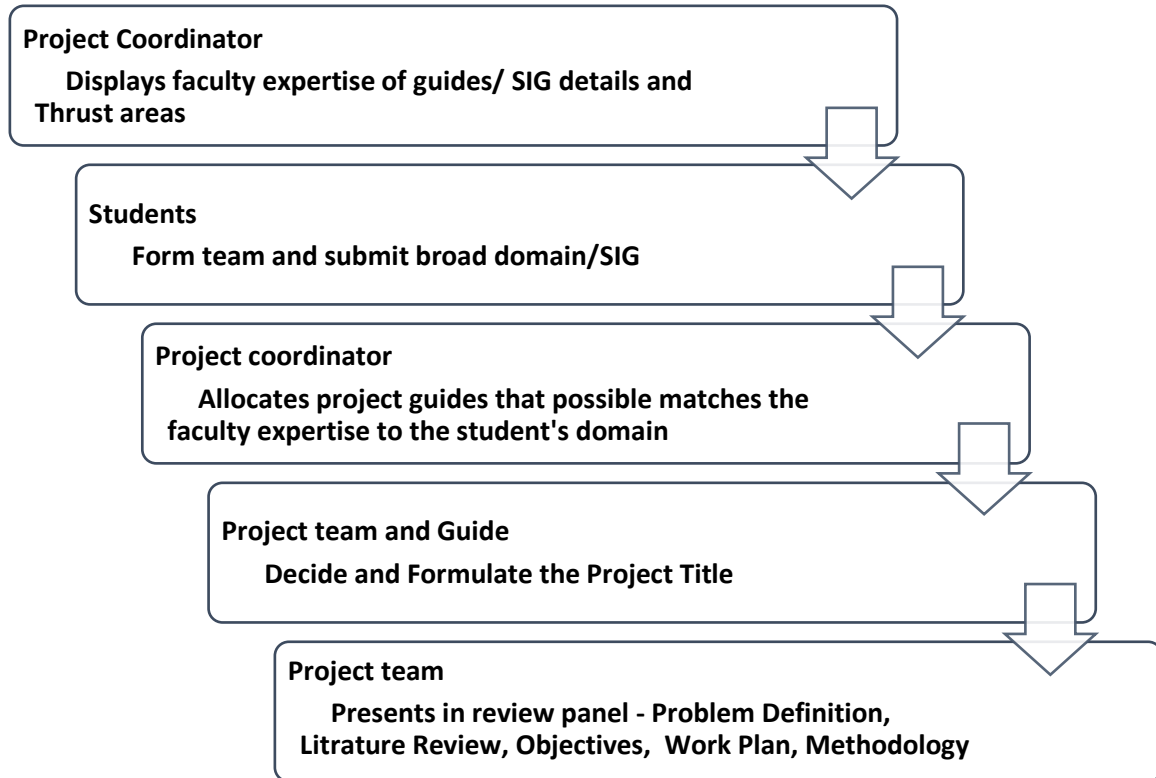 Project Coordinator
Displays faculty expertise of guides/ SIG details and
Thrust areas
Students
Form team and submit broad domain/SIG
Project coordinator
Allocates project guides that possible matches the
faculty expertise to the student's domain
Project team and Guide
Decide and Formulate the Project Title
Project team
Presents in review panel - Problem Definition,
Litrature Review, Objectives, Work Plan, Methodology